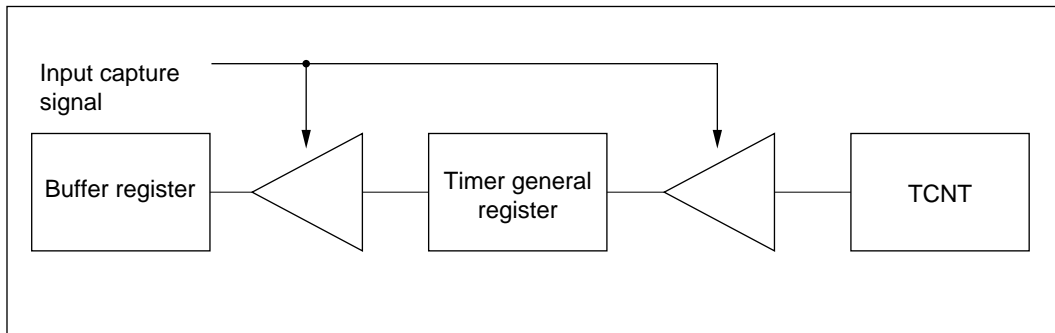 Input capture
signal
Buffer register
Timer general
register
TCNT